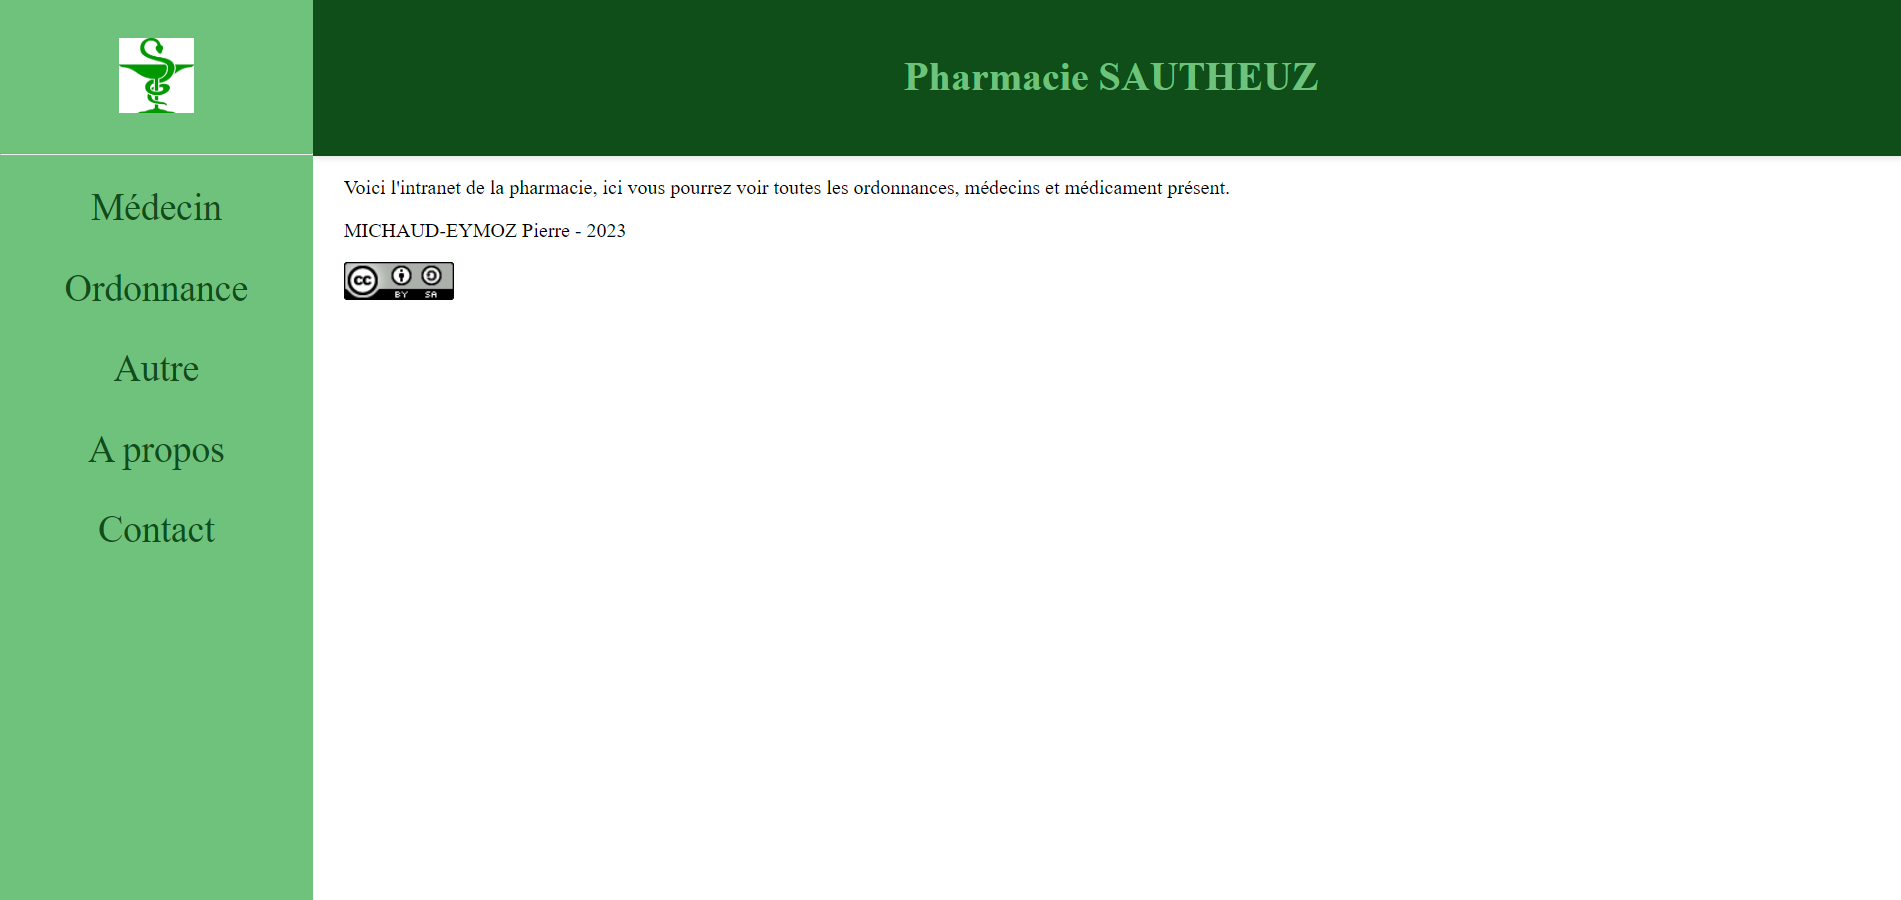 Pharmacie SAUTHEUZ
Médecin
Ordonnance
Autre
A propos
Contact
Voici l'intranet de la pharmacie, ici vous pourrez voir toutes les ordonnances, médecins et médicament présent.
MICHAUD-EYMOZ Pierre - 2023
cc
BY SA